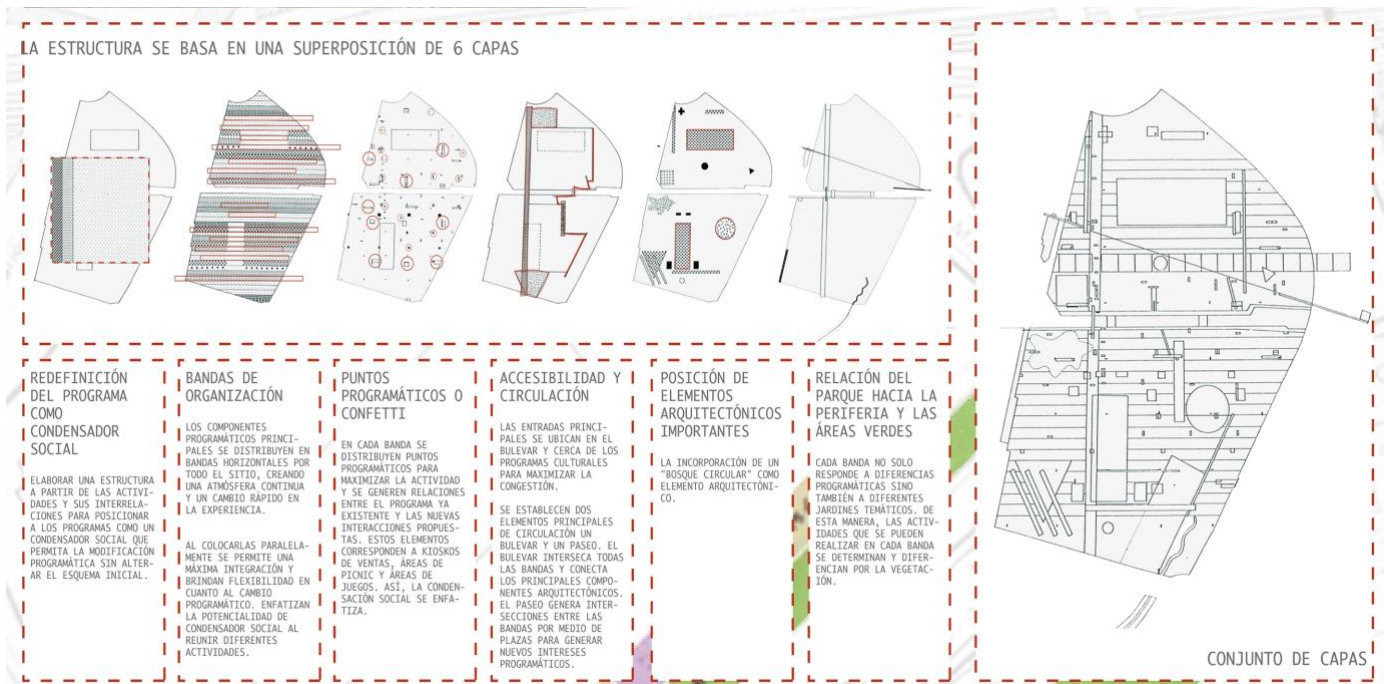 LA ESTRUCTURA SE BASA EN UNA SUPERPOSICIÓN DE 6 CAPAS
REDEFINICIÓN
DEL PROGRAMA
COMO
CONDENSADOR
SOCIAL
ELABORAR UNA ESTRUCTURA
A PARTIR DE LAS ACTIVI-
DADES Y SUS INTERRELA-
CIONES PARA POSICIONAR
A LOS PROGRAMAS COMO UN
CONDENSADOR SOCIAL QUE
PERMITA LA MODIFICACIÓN
PROGRAMÁTICA SIN ALTER-
AR EL ESQUEMA INICIAL.
BANDAS DE
ORGANIZACIÓN
LOS COMPONENTES
PROGRAMÁTICOS PRINCI-
PALES SE DISTRIBUYEN EN
BANDAS HORIZONTALES POR
TODO EL SITIO, CREANDO
UNA ATMÓSFERA CONTINUA
Y UN CAMBIO RÁPIDO EN
LA EXPERIENCIA.
AL COLOCARLAS PARALELA-
MENTE SE PERMITE UNA
MÁXIMA INTEGRACIÓN Y
BRINDAN FLEXIBILIDAD EN
CUANTO AL CAMBIO
PROGRAMÁTICO. ENFATIZAN
LA POTENCIALIDAD DE
CONDENSADOR SOCIAL AL
REUNIR DIFERENTES
ACTIVIDADES.
PUNTOS
PROGRAMÁTICOS O
CONFETTI
EN CADA BANDA SE
DISTRIBUYEN PUNTOS
PROGRAMÁTICOS PARA
MAXIMIZAR LA ACTIVIDAD
Y SE GENEREN RELACIONES
ENTRE EL PROGRAMA YA
EXISTENTE Y LAS NUEVAS
INTERACCIONES PROPUES-
TAS. ESTOS ELEMENTOS
CORRESPONDEN A KIOSKOS
DE VENTAS, ÁREAS DE
PICNIC Y ÁREAS DE
JUEGOS. ASÍ, LA CONDEN-
SACIÓN SOCIAL SE ENFA-
TIZA.
ACCESIBILIDAD Y
CIRCULACIÓN
LAS ENTRADAS PRINCI-
PALES SE UBICAN EN EL
BULEVAR Y CERCA DE LOS
PROGRAMAS CULTURALES
PARA MAXIMIZAR LA
CONGESTIÓN.
SE ESTABLECEN DOS
ELEMENTOS PRINCIPALES
DE CIRCULACIÓN UN
BULEVAR Y UN PASEO. EL
BULEVAR INTERSECA TODAS
LAS BANDAS Y CONECTA
LOS PRINCIPALES COMPO-
NENTES ARQUITECTÓNICOS.
EL PASEO GENERA INTER-
SECCIONES ENTRE LAS
BANDAS POR MEDIO DE
PLAZAS PARA GENERAR
NUEVOS INTERESES
PROGRAMÁTICOS.
POSICIÓN DE
ELEMENTOS
ARQUITECTÓNICOS
IMPORTANTES
LA INCORPORACIÓN DE UN
"BOSQUE CIRCULAR" COMO
ELEMENTO ARQUITECTÓNI-
CO.
RELACIÓN DEL
PARQUE HACIA LA
PERIFERIA Y LAS
ÁREAS VERDES
CADA BANDA NO SOLO
RESPONDE A DIFERENCIAS
PROGRAMÁTICAS SINO
TAMBIÉN A DIFERENTES
JARDINES TEMÁTICOS. DE
ESTA MANERA, LAS ACTIV-
IDADES QUE SE PUEDEN
REALIZAR EN CADA BANDA
SE DETERMINAN Y DIFER-
ENCIAN POR LA VEGETAC-
IÓN.
CONJUNTO DE CAPAS